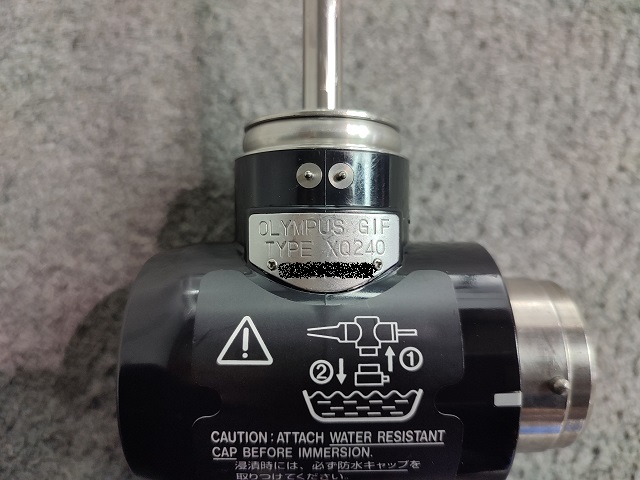 OLYMPUS GIF
TYPE XQ240
①
②
CAUTION: ATTACH WATER RESISTANT
CAP BEFORE IMMERSION.
浸漬時には、必ず防水キャップを
取りつけてください。